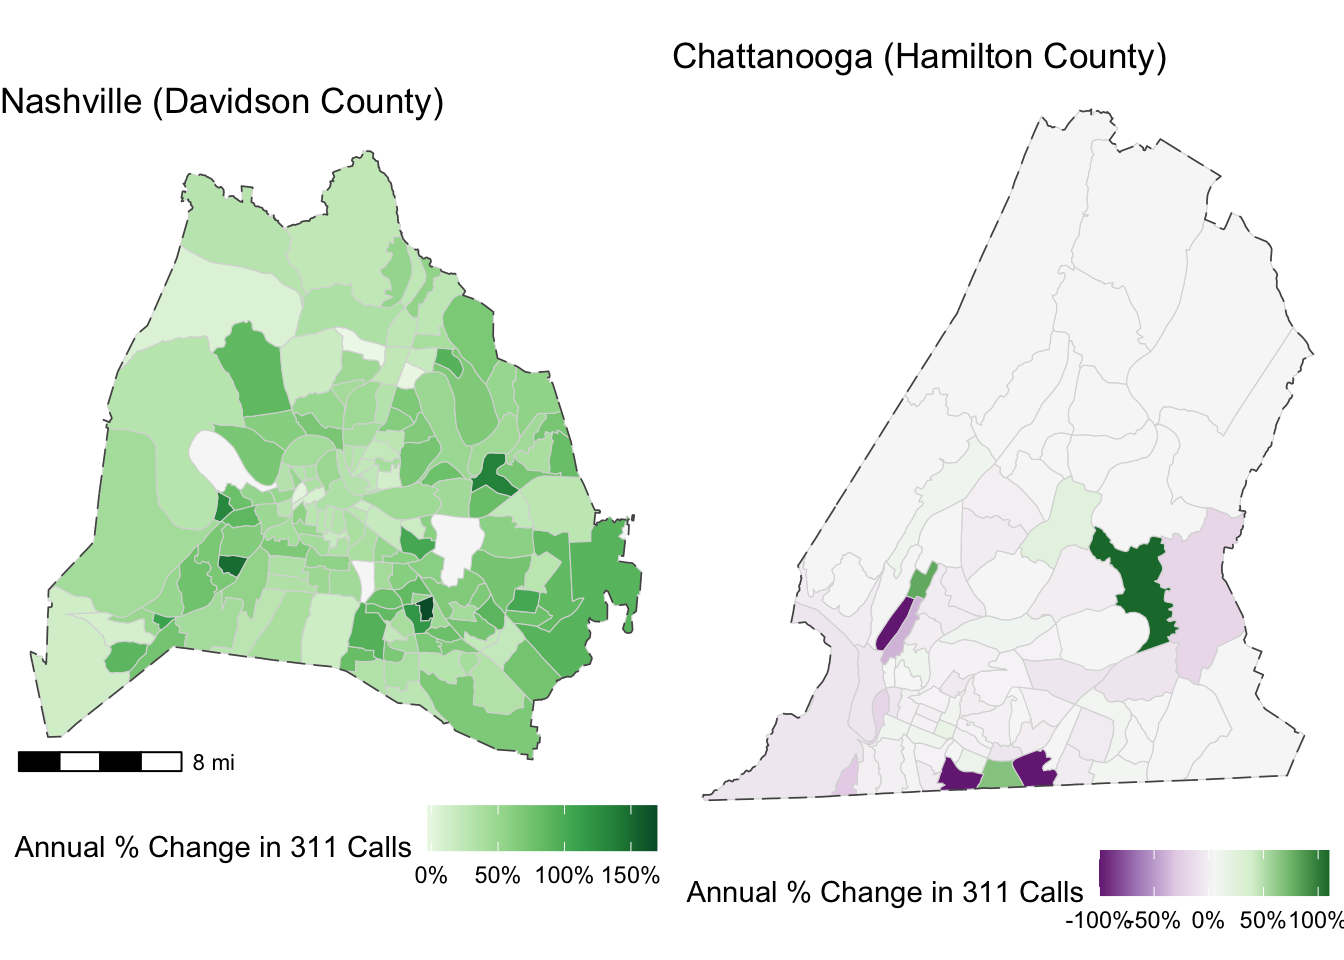 Chattanooga (Hamilton County)
Nashville (Davidson County)
8 mi
Annual % Change in 311 Calls
0% 50% 100% 150%
Annual % Change in 311 Calls
-100% -50% 0% 50% 100%